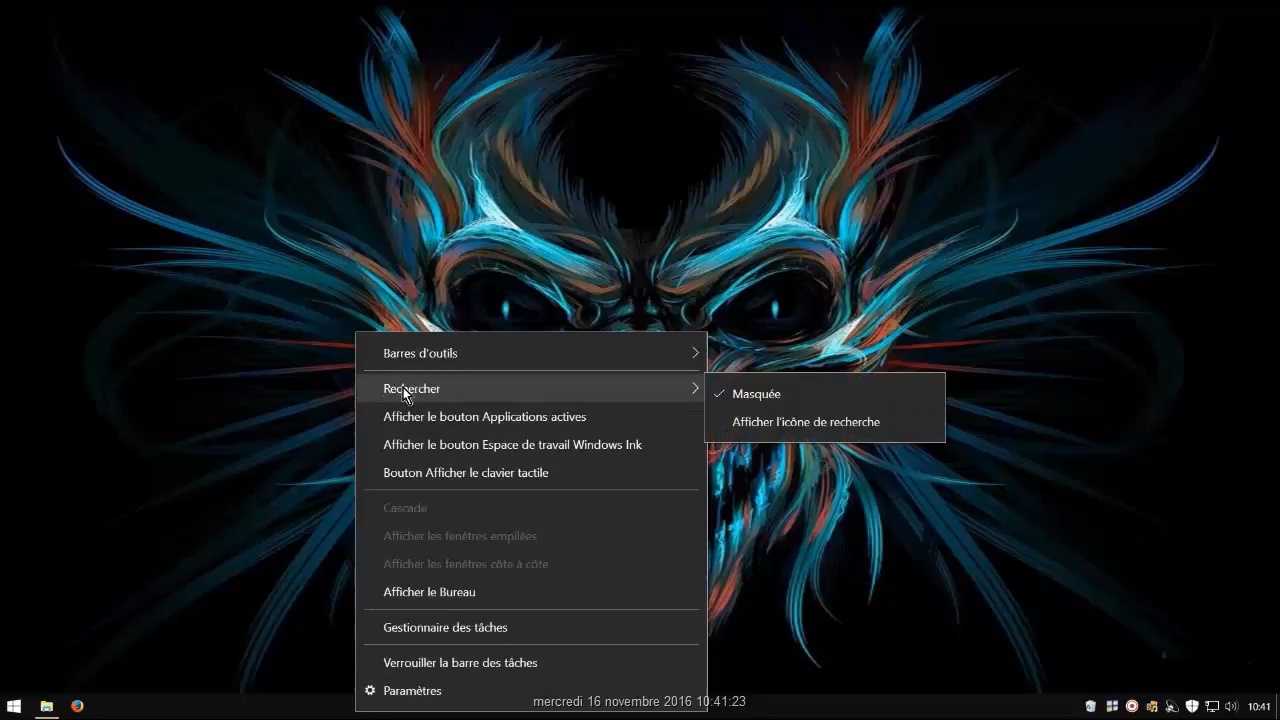 Barres d'outils
Rechercher
Masquée
Afficher l'icône de recherche
Afficher le bouton Applications actives
Afficher le bouton Espace de travail Windows Ink
Bouton Afficher le clavier tactile
Cascade
Afficher les fenêtres empilées
Afficher les fenêtres côte à côte
Afficher le Bureau
Gestionnaire des tâches
Verrouiller la barre des tâches
Paramètres
mercredi 16 novembre 2016 10:41:23
10:41